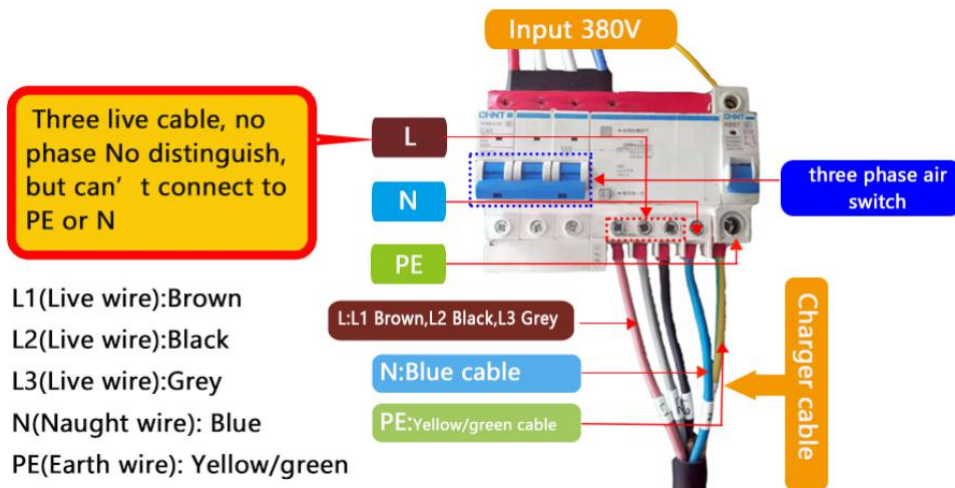 Input 380V
Three live cable, no
phase No distinguish,
but can’ t connect to
PE or N
L
N
PE
three phase air
switch
CHNT
CHNT
L1(Live wire):Brown
L2(Live wire):Black
L3(Live wire):Grey
N(Naught wire): Blue
PE(Earth wire): Yellow/green
L:L1 Brown,L2 Black,L3 Grey
N:Blue cable
PE:Yellow/green cable
Charger cable
L1
L2